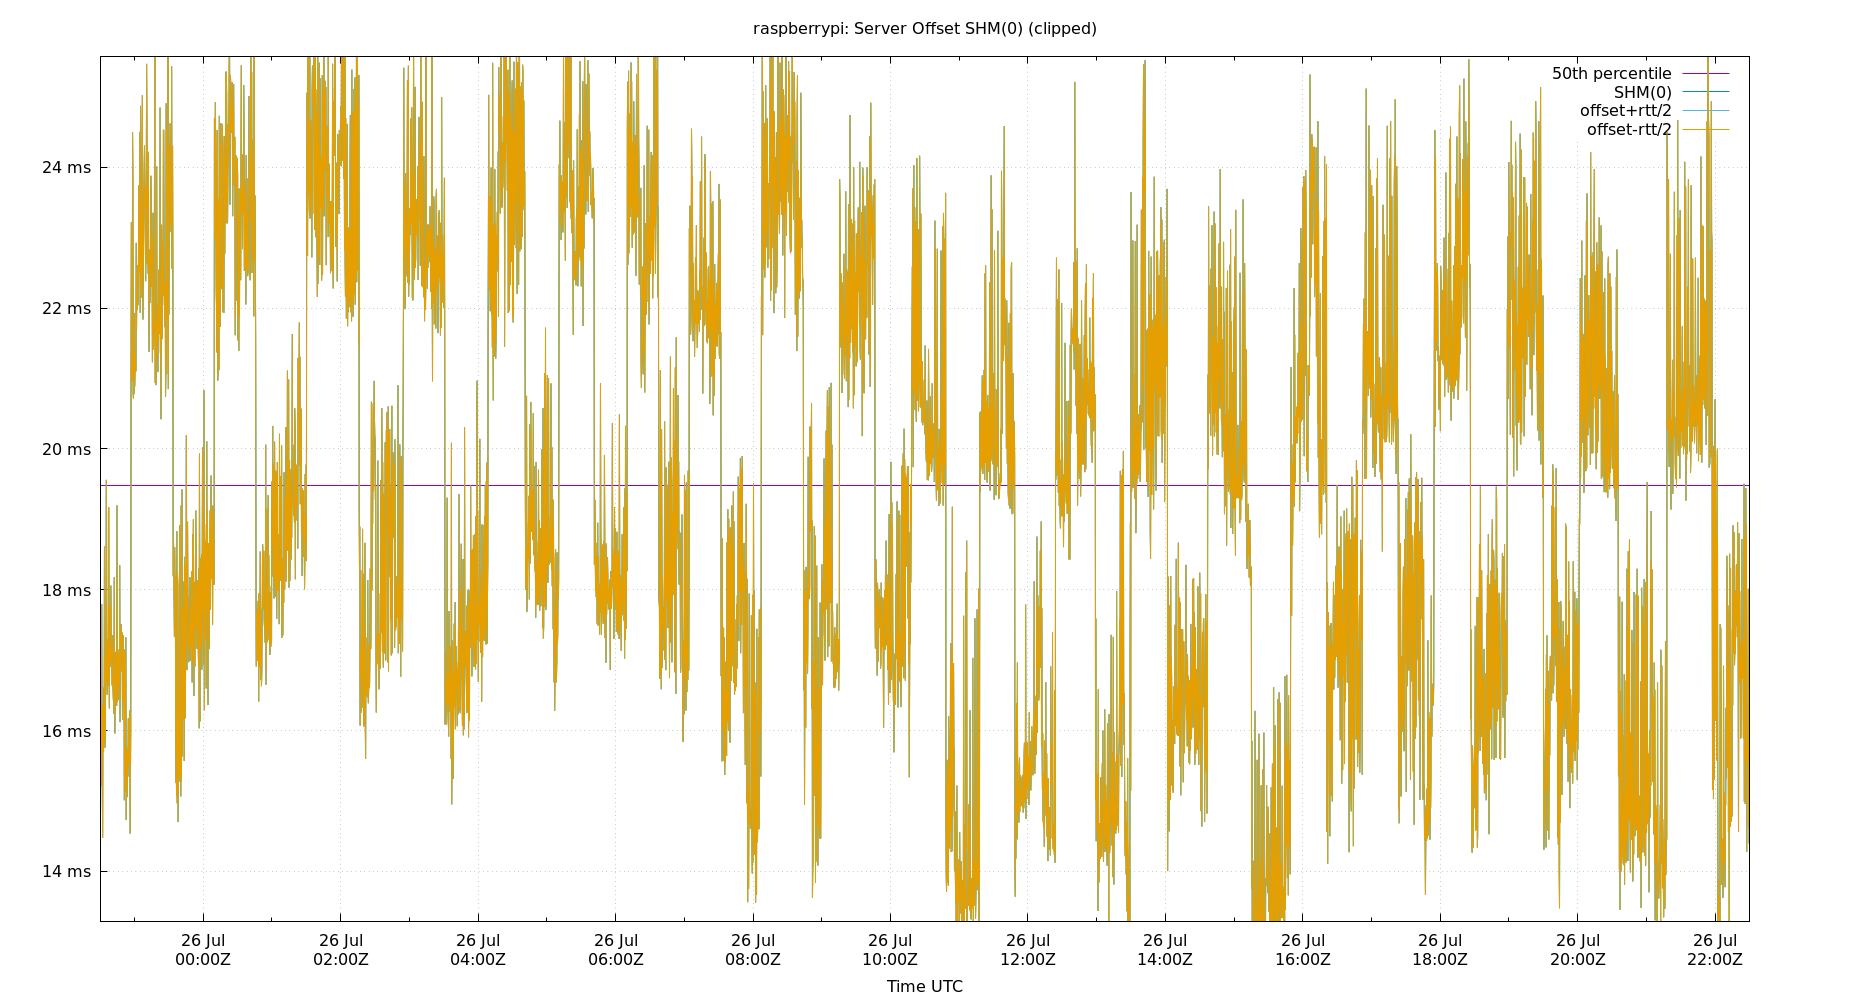 raspberrypi: Server Offset SHM(0) (clipped)
50th percentile
SHM(0)
offset+rtt/2
offset-rtt/2
24 ms
22 ms
20 ms
18 ms
16 ms
14 ms
26 Jul 26 Jul 26 Jul 26 Jul 26 Jul 26 Jul 26 Jul 26 Jul 26 Jul 26 Jul 26 Jul 26 Jul
00:00Z 02:00Z 04:00Z 06:00Z 08:00Z 10:00Z 12:00Z 14:00Z 16:00Z 18:00Z 20:00Z 22:00Z
Time UTC